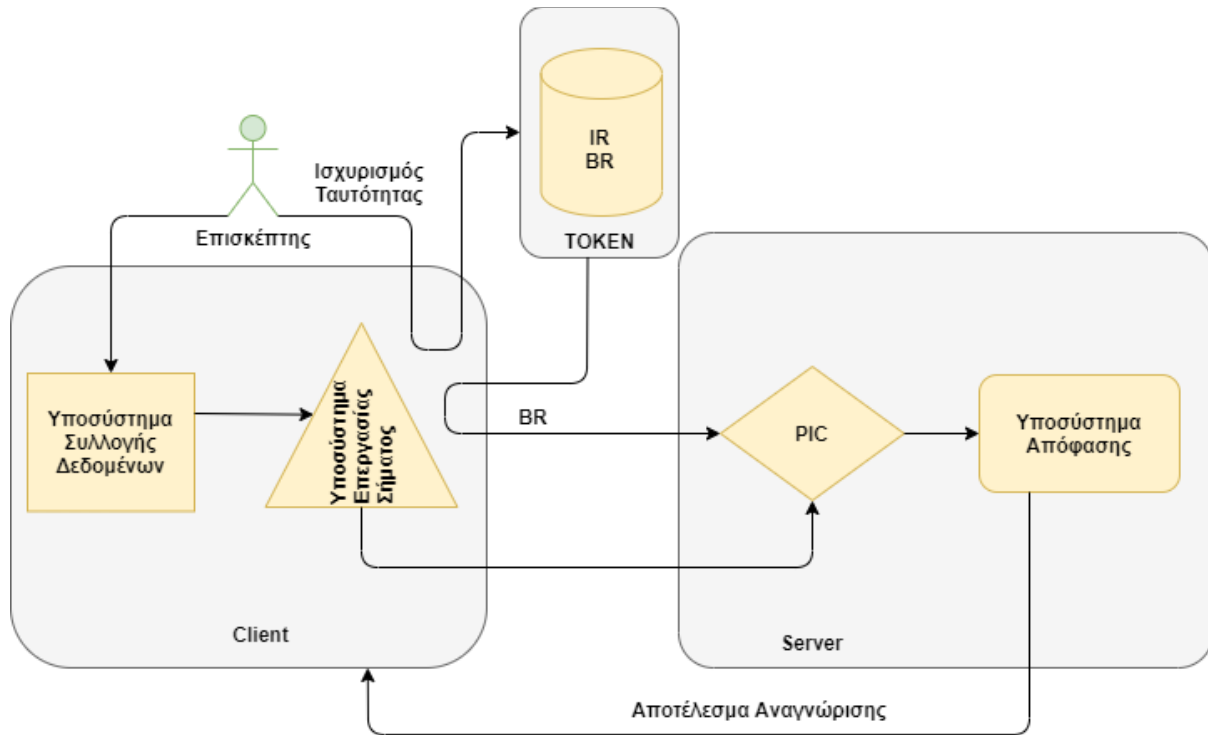 IR
BR
TOKEN
Ισχυρισμός
Ταυτότητας
Επισκέπτης
Υποσύστημα
Συλλογής
Δεδομένων
Υποσύστημα
Επεργασίας
Σήματος
BR
PIC
Υποσύστημα
Απόφασης
Client
Server
Αποτέλεσμα Αναγνώρισης